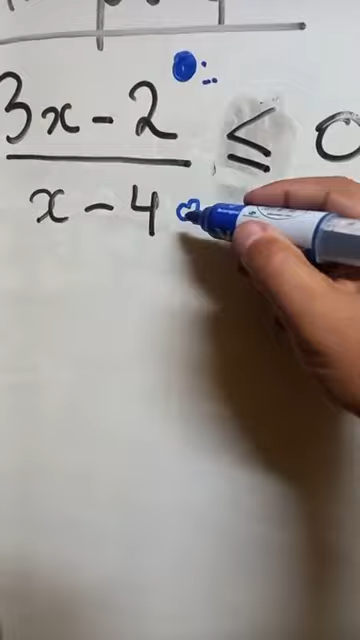 3x - 2 ≤ 0
x - 4